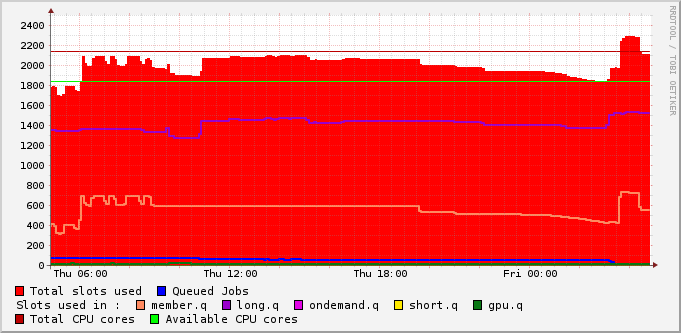 RRDTOOL / TOBI OETIKER
2400
2200
2000
1800
1600
1400
1200
1000
800
600
400
200
0
Thu 06:00 Thu 12:00 Thu 18:00 Fri 00:00
Total slots used Queued Jobs
Slots used in : member.q long.q ondemand.q short.q gpu.q
Total CPU cores Available CPU cores